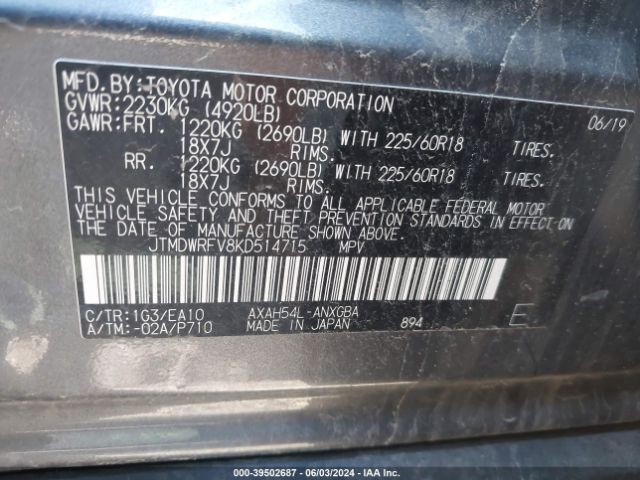 MFD.BY:TOYOTA MOTOR CORPORATION 06/19
GVWR:2230KG (4920LB)
GAWR:FRT. 1220KG (2690LB) WITH 225/60R18 TIRES.
18X7J RIMS.
RR. 1220KG (2690LB) WITH 225/60R18 TIRES.
18X7J RIMS.
THIS VEHICLE CONFORMS TO ALL APPLICABLE FEDERAL MOTOR
VEHICLE SAFETY AND THEFT PREVENTION STANDARDS IN EFFECT ON
THE DATE OF MANUFACTURE SHOWN ABOVE.
JTMDWRFV8KD514715 MPV
C/TR:1G3/EA10 AXAH54L-ANXGBA E
A/TM:-02A/P710 MADE IN JAPAN 894
000-39502687 - 06/03/2024 - IAA Inc.